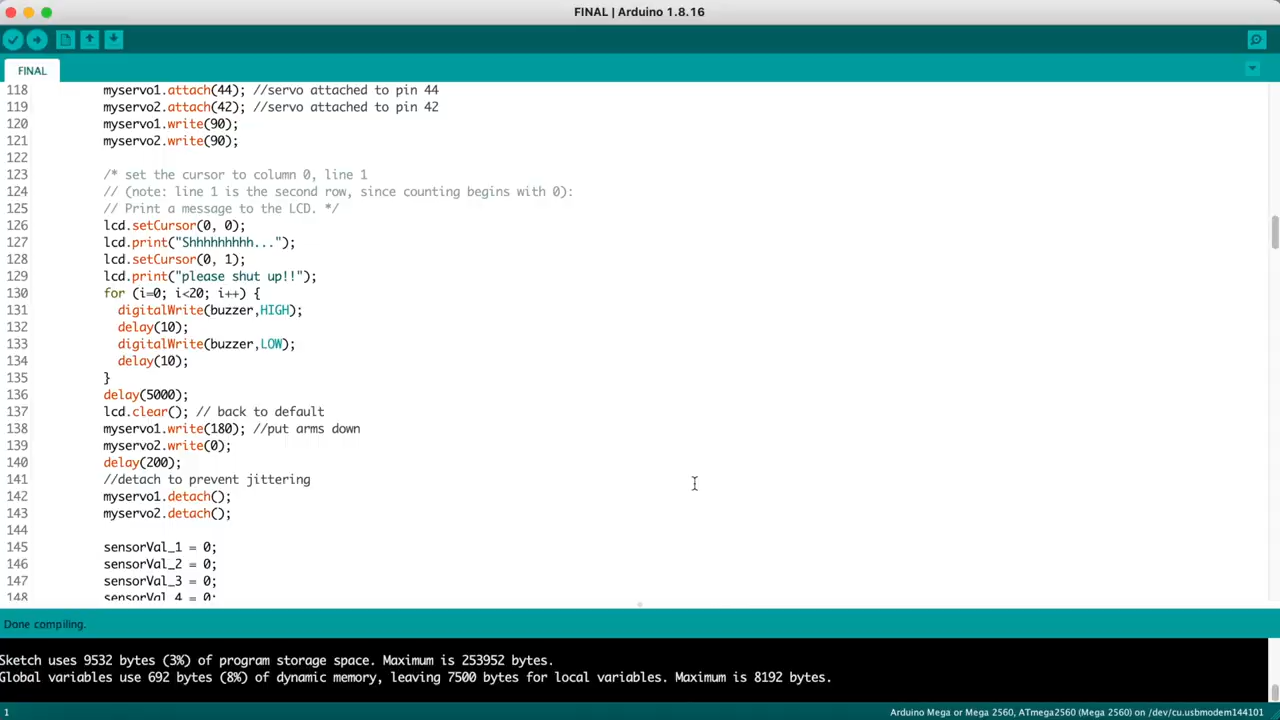 FINAL | Arduino 1.8.16
FINAL
118 myservo1.attach(44); //servo attached to pin 44
119 myservo2.attach(42); //servo attached to pin 42
120 myservo1.write(90);
121 myservo2.write(90);
122
123 /* set the cursor to column 0, line 1
124 // (note: line 1 is the second row, since counting begins with 0):
125 // Print a message to the LCD. */
126 lcd.setCursor(0, 0);
127 lcd.print("Shhhhhhhhh...");
128 lcd.setCursor(0, 1);
129 lcd.print("please shut up!!");
130 for (i=0; i<20; i++) {
131 digitalWrite(buzzer,HIGH);
132 delay(10);
133 digitalWrite(buzzer,LOW);
134 delay(10);
135 }
136 delay(5000);
137 lcd.clear(); // back to default
138 myservo1.write(180); //put arms down
139 myservo2.write(0);
140 delay(200);
141 //detach to prevent jittering
142 myservo1.detach();
143 myservo2.detach();
144
145 sensorVal_1 = 0;
146 sensorVal_2 = 0;
147 sensorVal_3 = 0;
148 sensorVal_4 = 0;
Done compiling.
Sketch uses 9532 bytes (3%) of program storage space. Maximum is 253952 bytes.
Global variables use 692 bytes (8%) of dynamic memory, leaving 7500 bytes for local variables. Maximum is 8192 bytes.
1 Arduino Mega or Mega 2560, ATmega2560 (Mega 2560) on /dev/cu.usbmodem144101